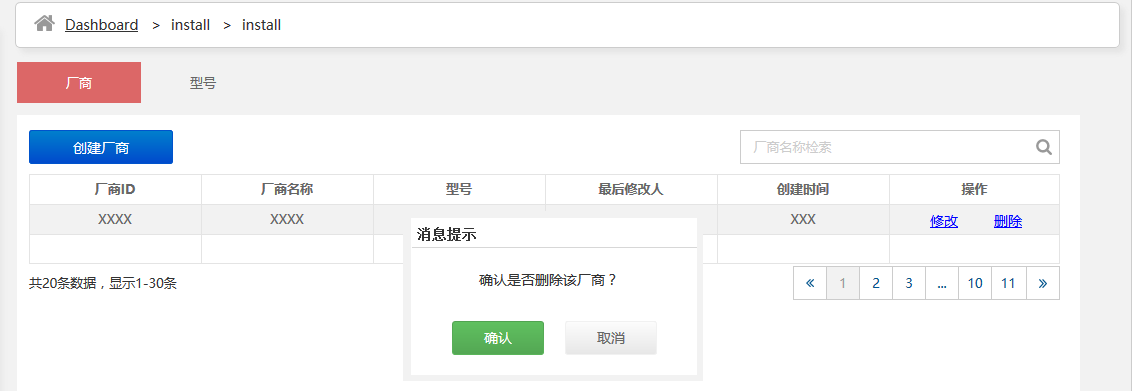 Dashboard > install > install
厂商 型号
创建厂商 厂商名称检索
厂商ID 厂商名称 型号 最后修改人 创建时间 操作
XXXX XXXX XXX 修改 删除
消息提示
确认是否删除该厂商？
共20条数据，显示1-30条 « 1 2 3 ... 10 11 »
确认 取消